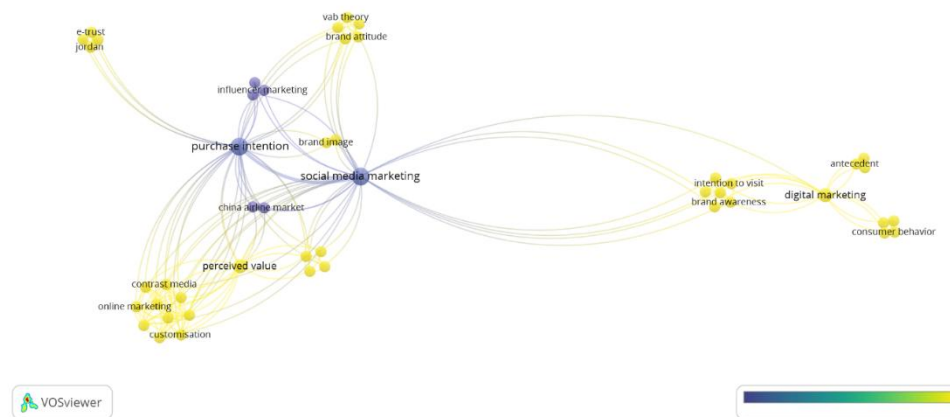 vab theory
e-trust
brand attitude
jordan
influencer marketing
purchase intention
brand image
antecedent
social media marketing
intention to visit
digital marketing
brand awareness
china airline market
consumer behavior
perceived value
contrast media
online marketing
customisation
VOSviewer